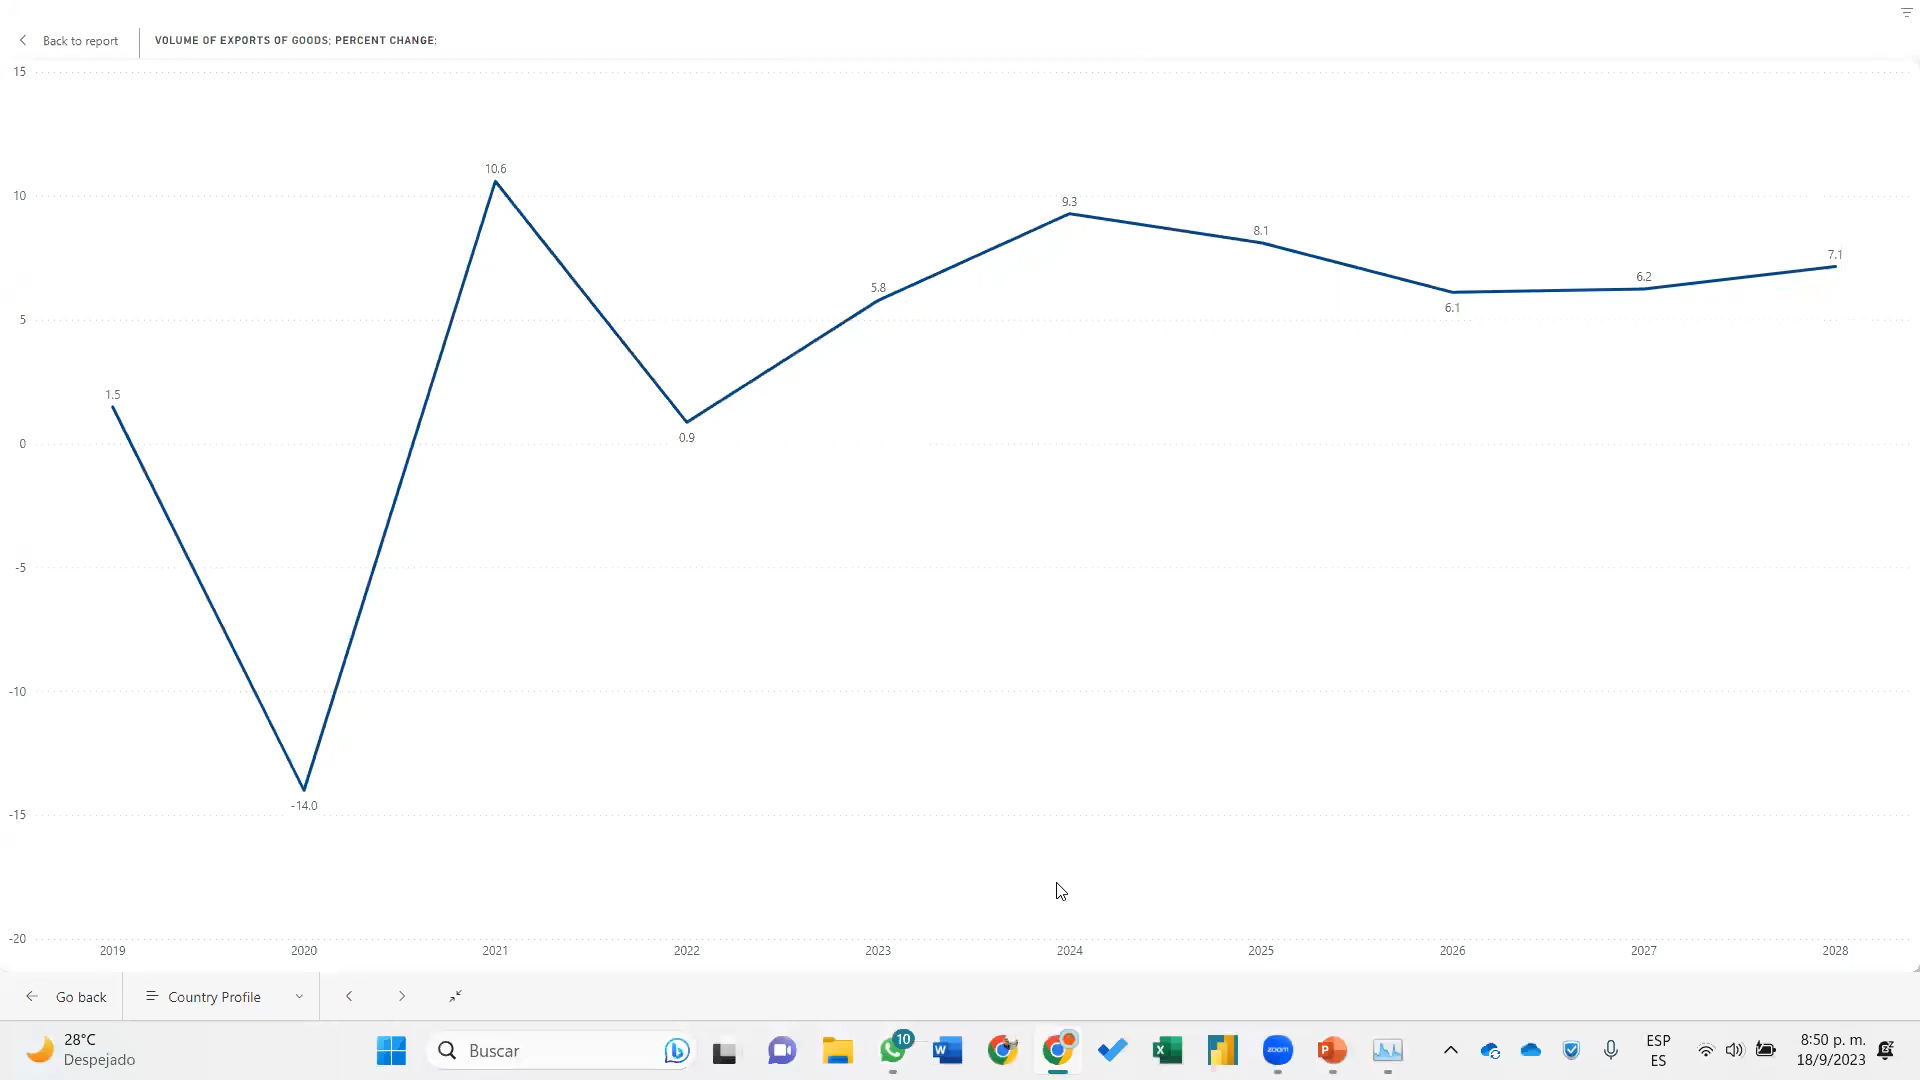 Back to report
VOLUME OF EXPORTS OF GOODS; PERCENT CHANGE;
15
10.6
10
9.3
8.1
7.1
6.2
5.8
6.1
5
1.5
0.9
0
-5
-10
-14.0
-15
-20
2019 2020 2021 2022 2023 2024 2025 2026 2027 2028
Go back
Country Profile
28°C
Despejado
Buscar
10
zoom
ESP
ES
8:50 p. m.
18/9/2023